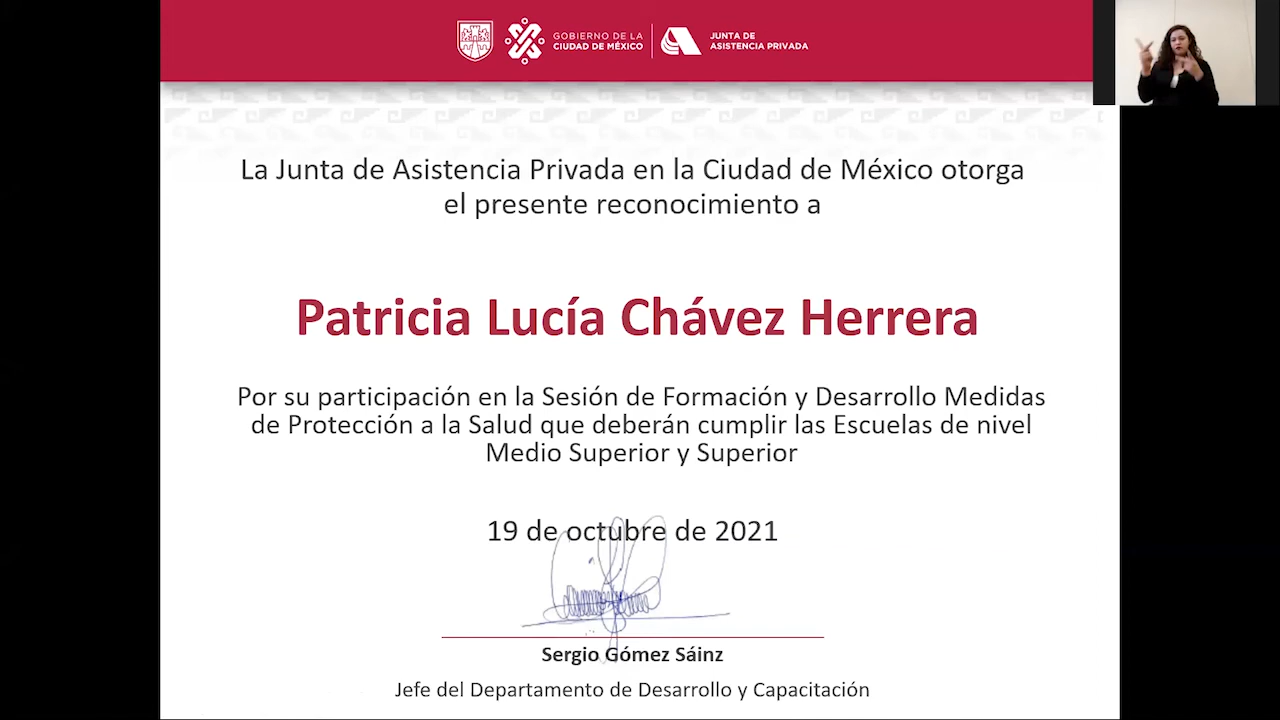 GOBIERNO DE LA
CIUDAD DE MÉXICO
JUNTA DE
ASISTENCIA PRIVADA
La Junta de Asistencia Privada en la Ciudad de México otorga
el presente reconocimiento a
Patricia Lucía Chávez Herrera
Por su participación en la Sesión de Formación y Desarrollo Medidas
de Protección a la Salud que deberán cumplir las Escuelas de nivel
Medio Superior y Superior
19 de octubre de 2021
Sergio Gómez Sáinz
Jefe del Departamento de Desarrollo y Capacitación